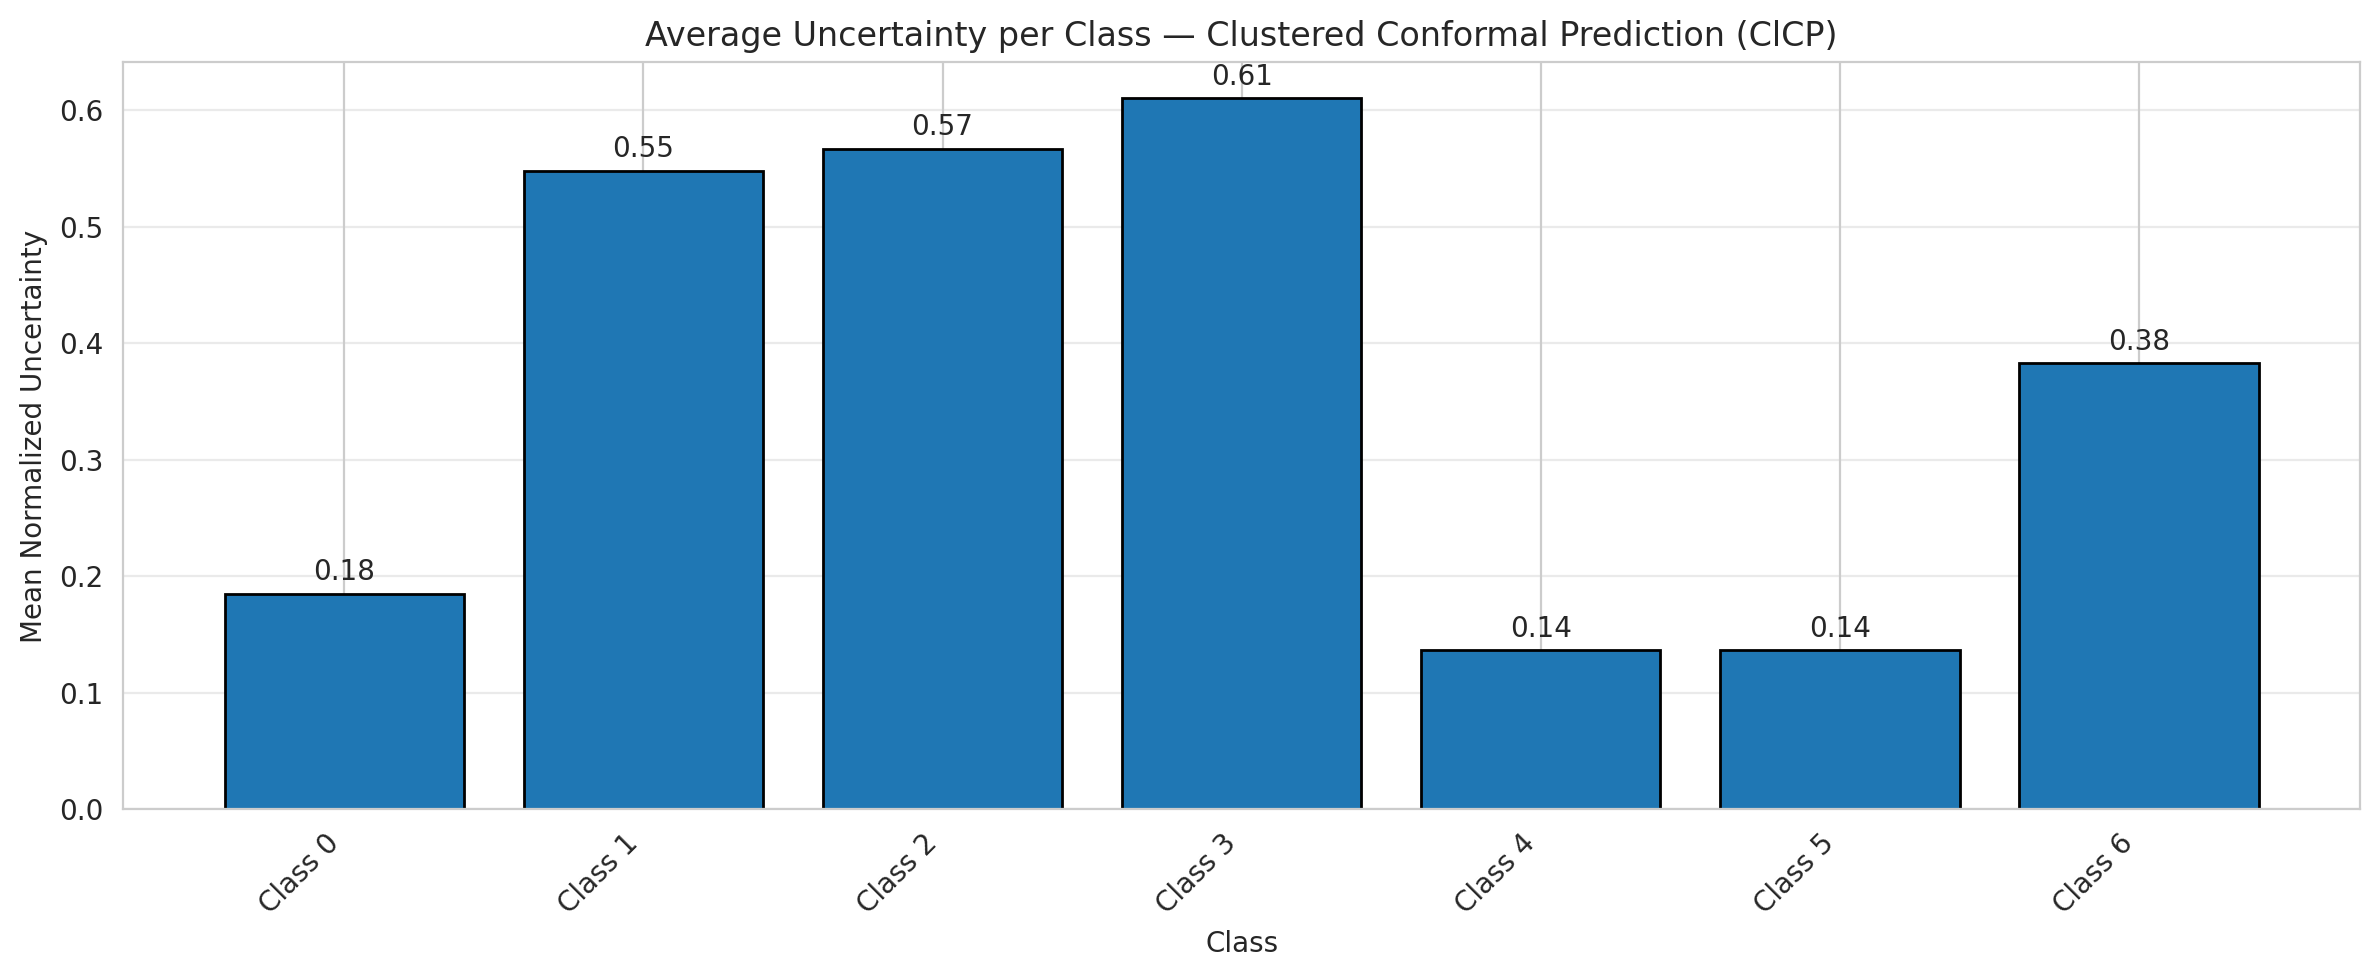 Average Uncertainty per Class — Clustered Conformal Prediction (ClCP)
Mean Normalized Uncertainty
0.6
0.5
0.4
0.3
0.2
0.1
0.0
0.18
0.55
0.57
0.61
0.14
0.14
0.38
Class 0
Class 1
Class 2
Class 3
Class 4
Class 5
Class 6
Class